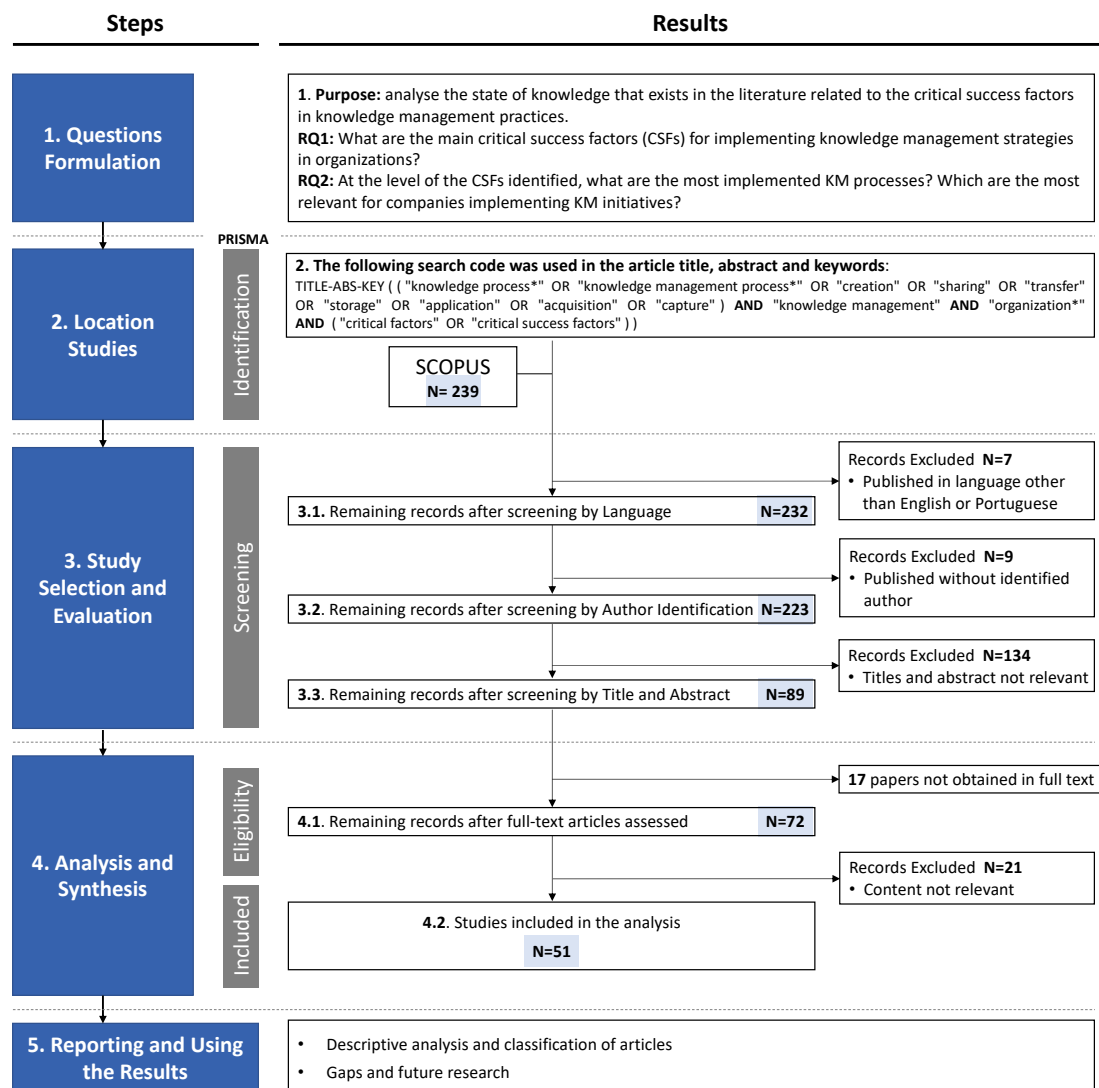 Steps
Results
1. Questions
Formulation
1. Purpose: analyse the state of knowledge that exists in the literature related to the critical success factors
in knowledge management practices.
RQ1: What are the main critical success factors (CSFs) for implementing knowledge management strategies
in organizations?
RQ2: At the level of the CSFs identified, what are the most implemented KM processes? Which are the most
relevant for companies implementing KM initiatives?
PRISMA
2. Location
Studies
Identification
2. The following search code was used in the article title, abstract and keywords:
TITLE-ABS-KEY ( ( "knowledge process*" OR "knowledge management process*" OR "creation" OR "sharing" OR "transfer"
OR "storage" OR "application" OR "acquisition" OR "capture" ) AND "knowledge management" AND "organization*"
AND ( "critical factors" OR "critical success factors" ) )
SCOPUS
N= 239
3. Study
Selection and
Evaluation
Screening
Records Excluded N=7
• Published in language other
than English or Portuguese
3.1. Remaining records after screening by Language N=232
Records Excluded N=9
• Published without identified
author
3.2. Remaining records after screening by Author Identification N=223
Records Excluded N=134
• Titles and abstract not relevant
3.3. Remaining records after screening by Title and Abstract N=89
4. Analysis and
Synthesis
Eligibility
17 papers not obtained in full text
4.1. Remaining records after full-text articles assessed N=72
Records Excluded N=21
• Content not relevant
Included
4.2. Studies included in the analysis
N=51
5. Reporting and Using
the Results
• Descriptive analysis and classification of articles
• Gaps and future research